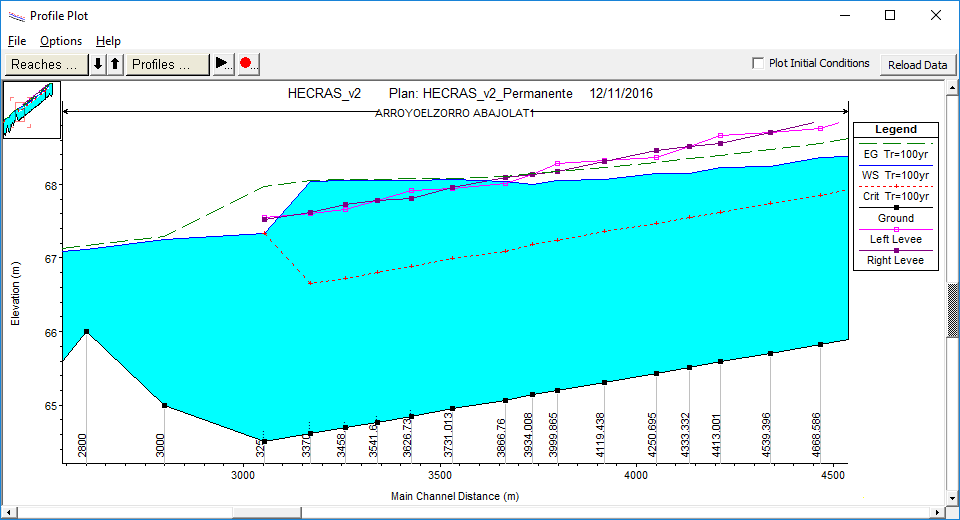 Profile Plot
File Options Help
Reaches ... Profiles ... ... ... Plot Initial Conditions Reload Data
HECRAS_v2 Plan: HECRAS_v2_Permanente 12/11/2016
ARROYOELZORRO ABAJOLAT1
Legend
EG Tr=100yr
WS Tr=100yr
Crit Tr=100yr
Ground
Left Levee
Right Levee
Elevation (m)
68
67
66
65
2800
3000
3370
3458
3541.6
3626.73
3731.013
3866.76
3934.008
3999.865
4119.438
4250.695
4333.332
4413.001
4539.396
4668.586
3000 3500 4000 4500
Main Channel Distance (m)